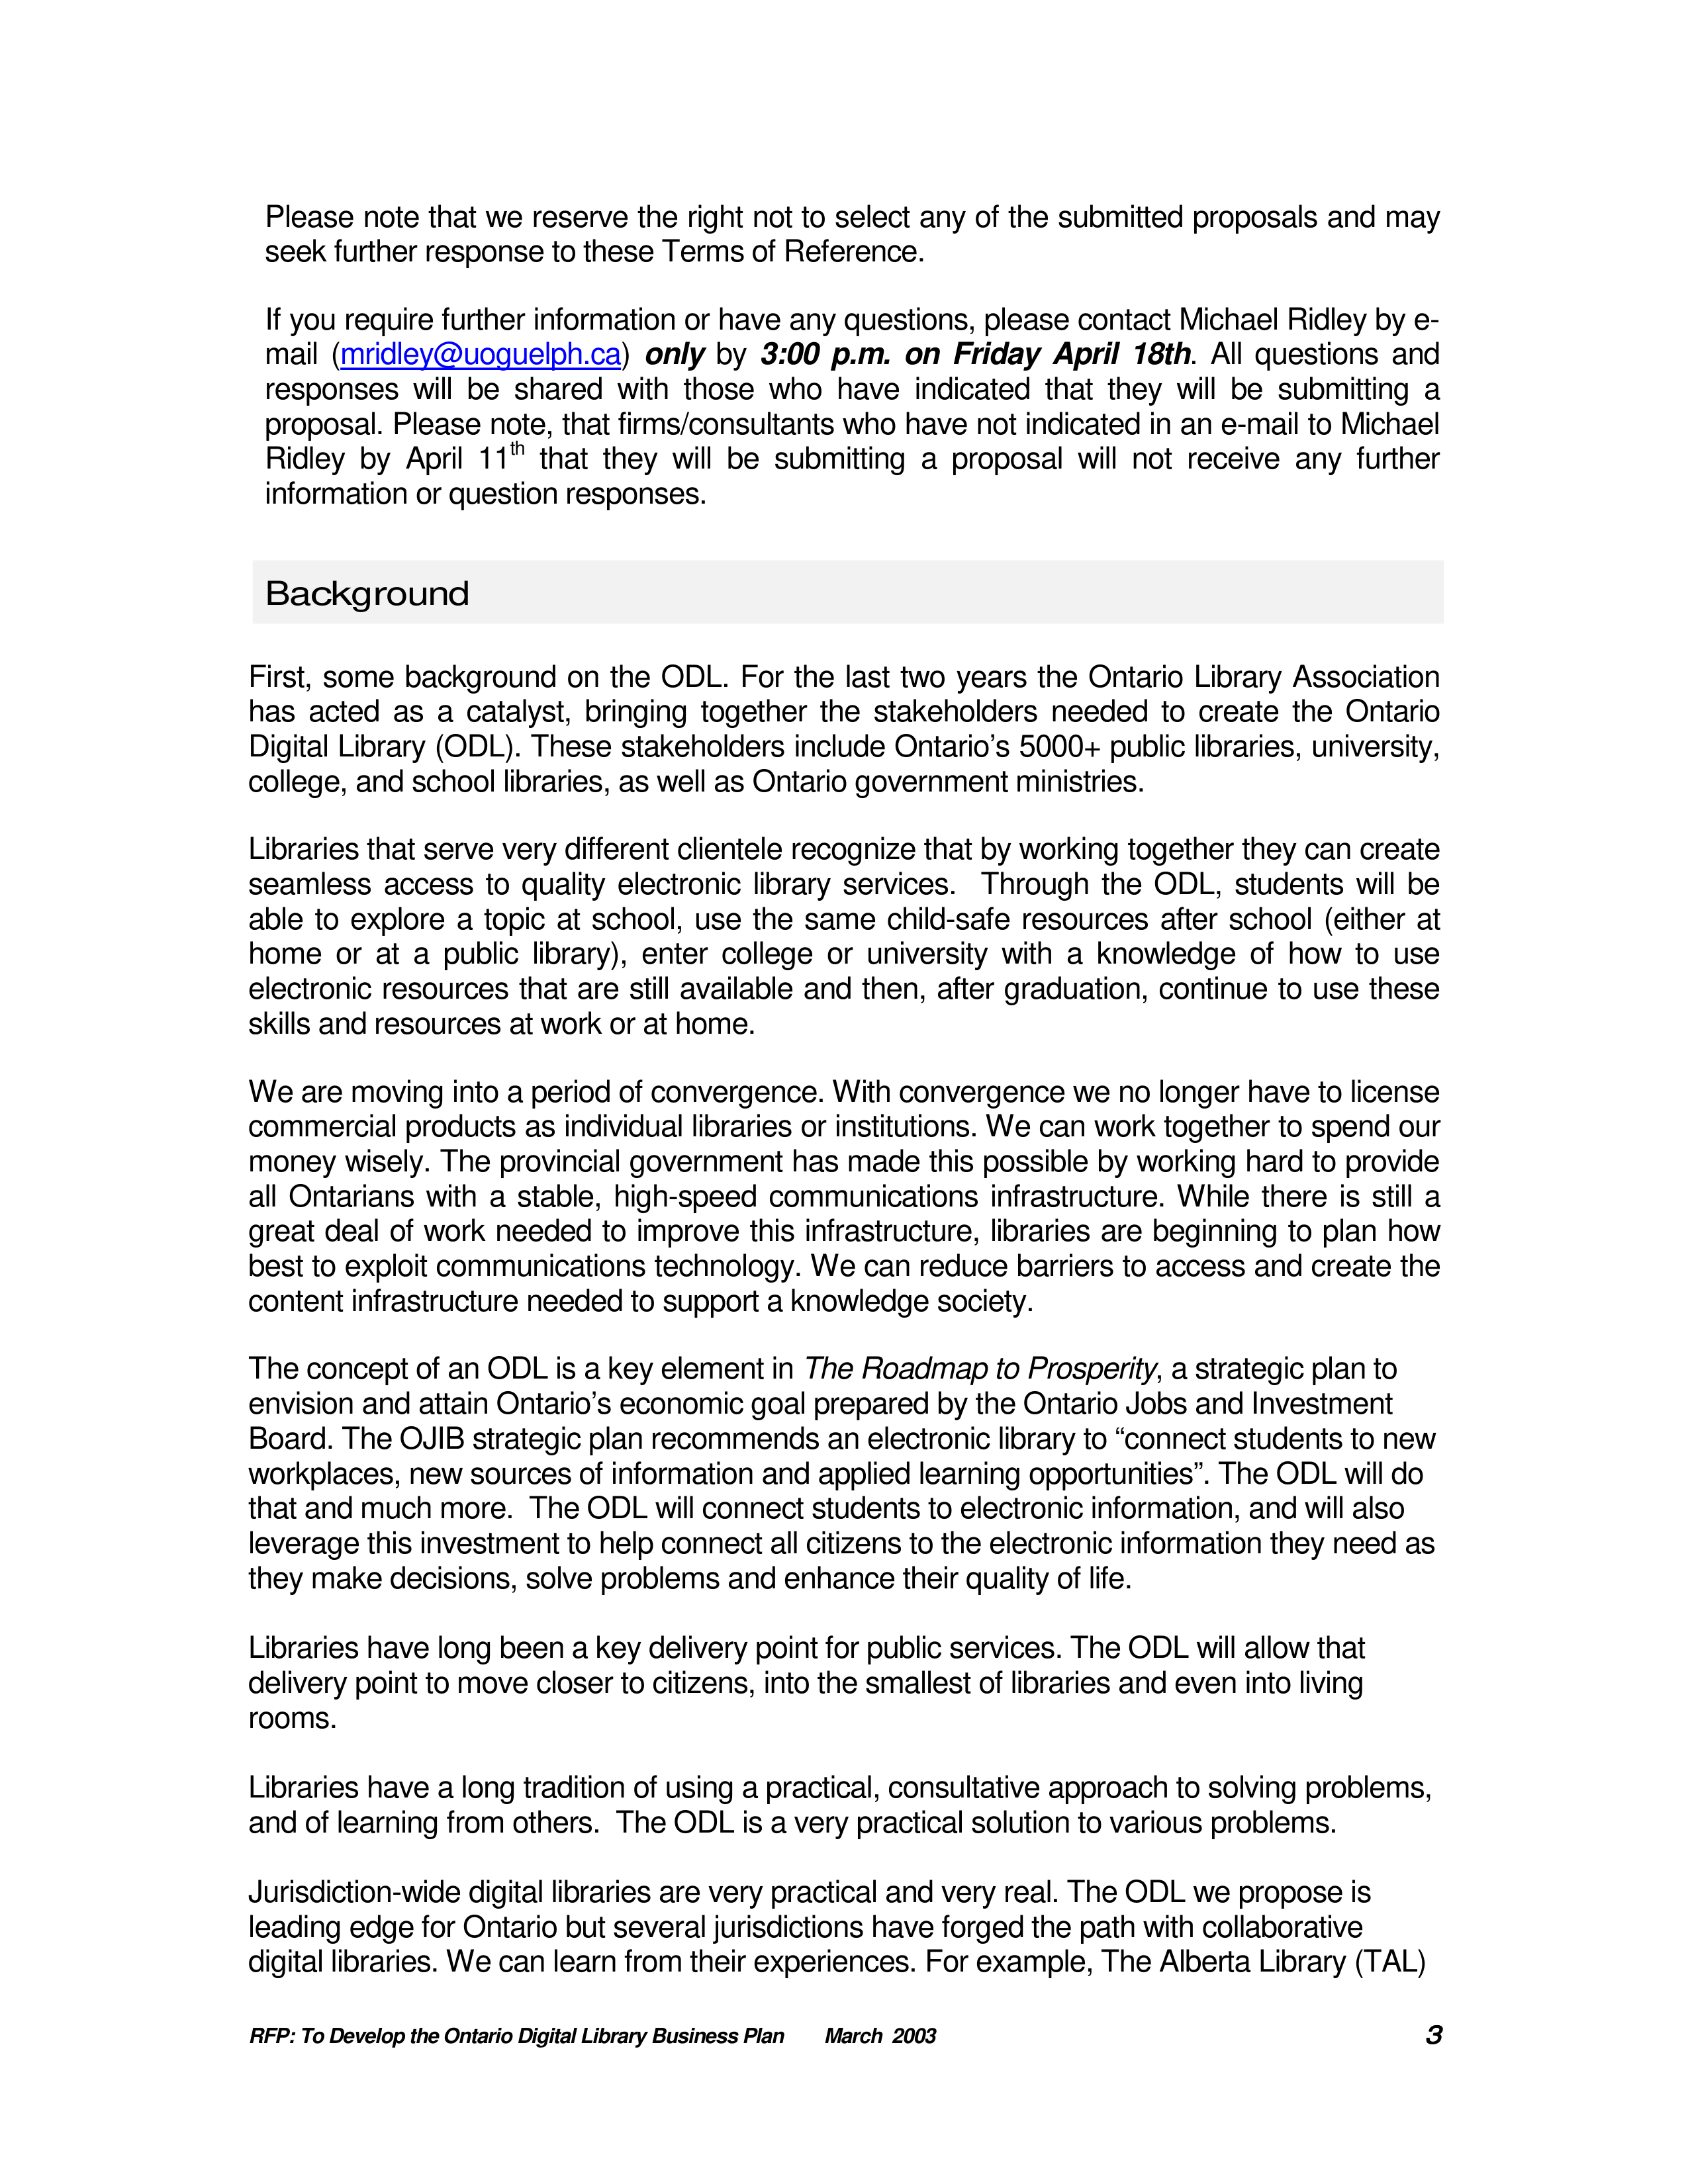 Please note that we reserve the right not to select any of the submitted proposals and may
seek further response to these Terms of Reference.
If you require further information or have any questions, please contact Michael Ridley by e-
mail (mridley@uoguelph.ca) only by 3:00 p.m. on Friday April 18th. All questions and
responses will be shared with those who have indicated that they will be submitting a
proposal. Please note, that firms/consultants who have not indicated in an e-mail to Michael
Ridley by April 11th that they will be submitting a proposal will not receive any further
information or question responses.
Background
First, some background on the ODL. For the last two years the Ontario Library Association
has acted as a catalyst, bringing together the stakeholders needed to create the Ontario
Digital Library (ODL). These stakeholders include Ontario’s 5000+ public libraries, university,
college, and school libraries, as well as Ontario government ministries.
Libraries that serve very different clientele recognize that by working together they can create
seamless access to quality electronic library services.  Through the ODL, students will be
able to explore a topic at school, use the same child-safe resources after school (either at
home or at a public library), enter college or university with a knowledge of how to use
electronic resources that are still available and then, after graduation, continue to use these
skills and resources at work or at home.
We are moving into a period of convergence. With convergence we no longer have to license
commercial products as individual libraries or institutions. We can work together to spend our
money wisely. The provincial government has made this possible by working hard to provide
all Ontarians with a stable, high-speed communications infrastructure. While there is still a
great deal of work needed to improve this infrastructure, libraries are beginning to plan how
best to exploit communications technology. We can reduce barriers to access and create the
content infrastructure needed to support a knowledge society.
The concept of an ODL is a key element in The Roadmap to Prosperity, a strategic plan to
envision and attain Ontario’s economic goal prepared by the Ontario Jobs and Investment
Board. The OJIB strategic plan recommends an electronic library to “connect students to new
workplaces, new sources of information and applied learning opportunities”. The ODL will do
that and much more.  The ODL will connect students to electronic information, and will also
leverage this investment to help connect all citizens to the electronic information they need as
they make decisions, solve problems and enhance their quality of life.
Libraries have long been a key delivery point for public services. The ODL will allow that
delivery point to move closer to citizens, into the smallest of libraries and even into living
rooms.
Libraries have a long tradition of using a practical, consultative approach to solving problems,
and of learning from others.  The ODL is a very practical solution to various problems.
Jurisdiction-wide digital libraries are very practical and very real. The ODL we propose is
leading edge for Ontario but several jurisdictions have forged the path with collaborative
digital libraries. We can learn from their experiences. For example, The Alberta Library (TAL)
RFP: To Develop the Ontario Digital Library Business Plan March 2003 3